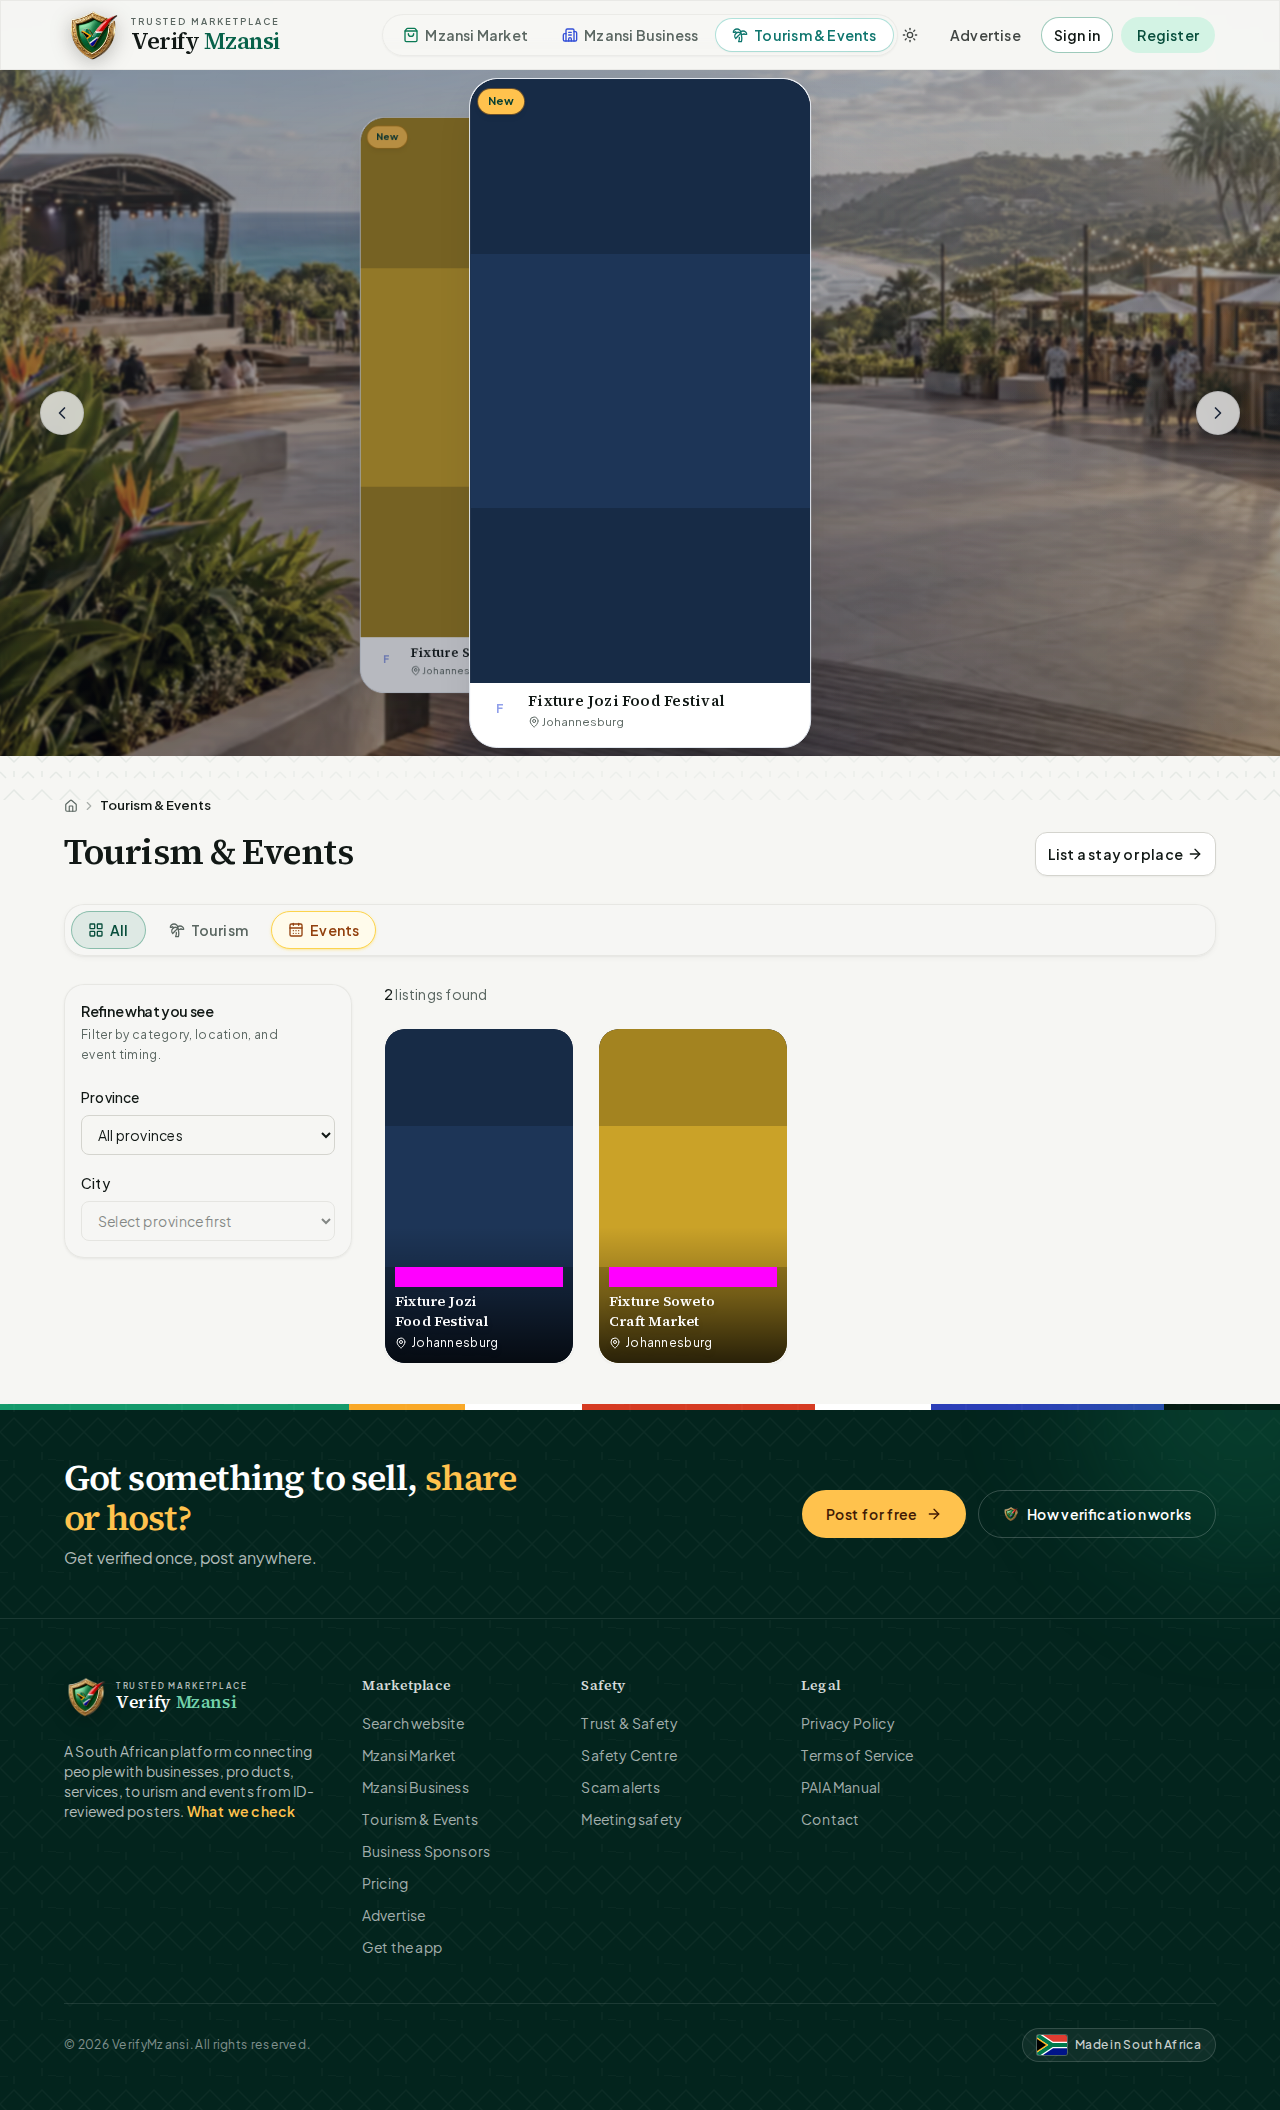 TRUSTED MARKETPLACE
Verify Mzansi
Mzansi Market
Mzansi Business
Tourism & Events
Advertise
Sign in
Register
New
New
F
Fixture S
Johannes
F
Fixture Jozi Food Festival
Johannesburg
Tourism & Events
Tourism & Events
List a stay or place
All
Tourism
Events
Refine what you see
Filter by category, location, and
event timing.
Province
All provinces
City
Select province first
2 listings found
Fixture Jozi
Food Festival
Johannesburg
Fixture Soweto
Craft Market
Johannesburg
Got something to sell, share
or host?
Get verified once, post anywhere.
Post for free
How verification works
TRUSTED MARKETPLACE
Verify Mzansi
A South African platform connecting
people with businesses, products,
services, tourism and events from ID-
reviewed posters. What we check
Marketplace
Search website
Mzansi Market
Mzansi Business
Tourism & Events
Business Sponsors
Pricing
Advertise
Get the app
Safety
Trust & Safety
Safety Centre
Scam alerts
Meeting safety
Legal
Privacy Policy
Terms of Service
PAIA Manual
Contact
© 2026 VerifyMzansi. All rights reserved.
Made in South Africa